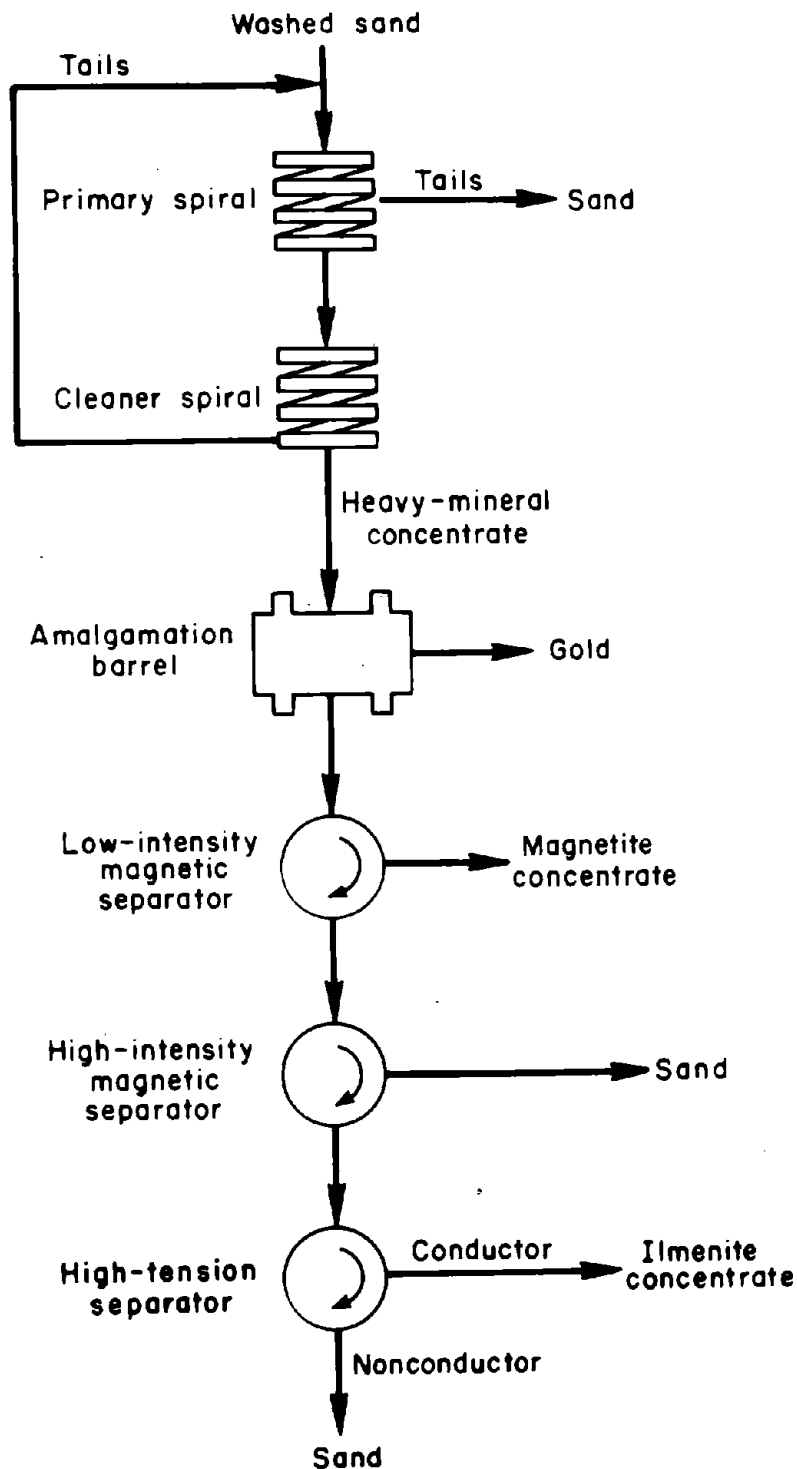 Washed sand
Tails
Primary spiral
Tails
Sand
Cleaner spiral
Heavy-mineral
concentrate
Amalgamation
barrel
Gold
Low-intensity
magnetic
separator
Magnetite
concentrate
High-intensity
magnetic
separator
Sand
High-tension
separator
Conductor
Ilmenite
concentrate
Nonconductor
Sand